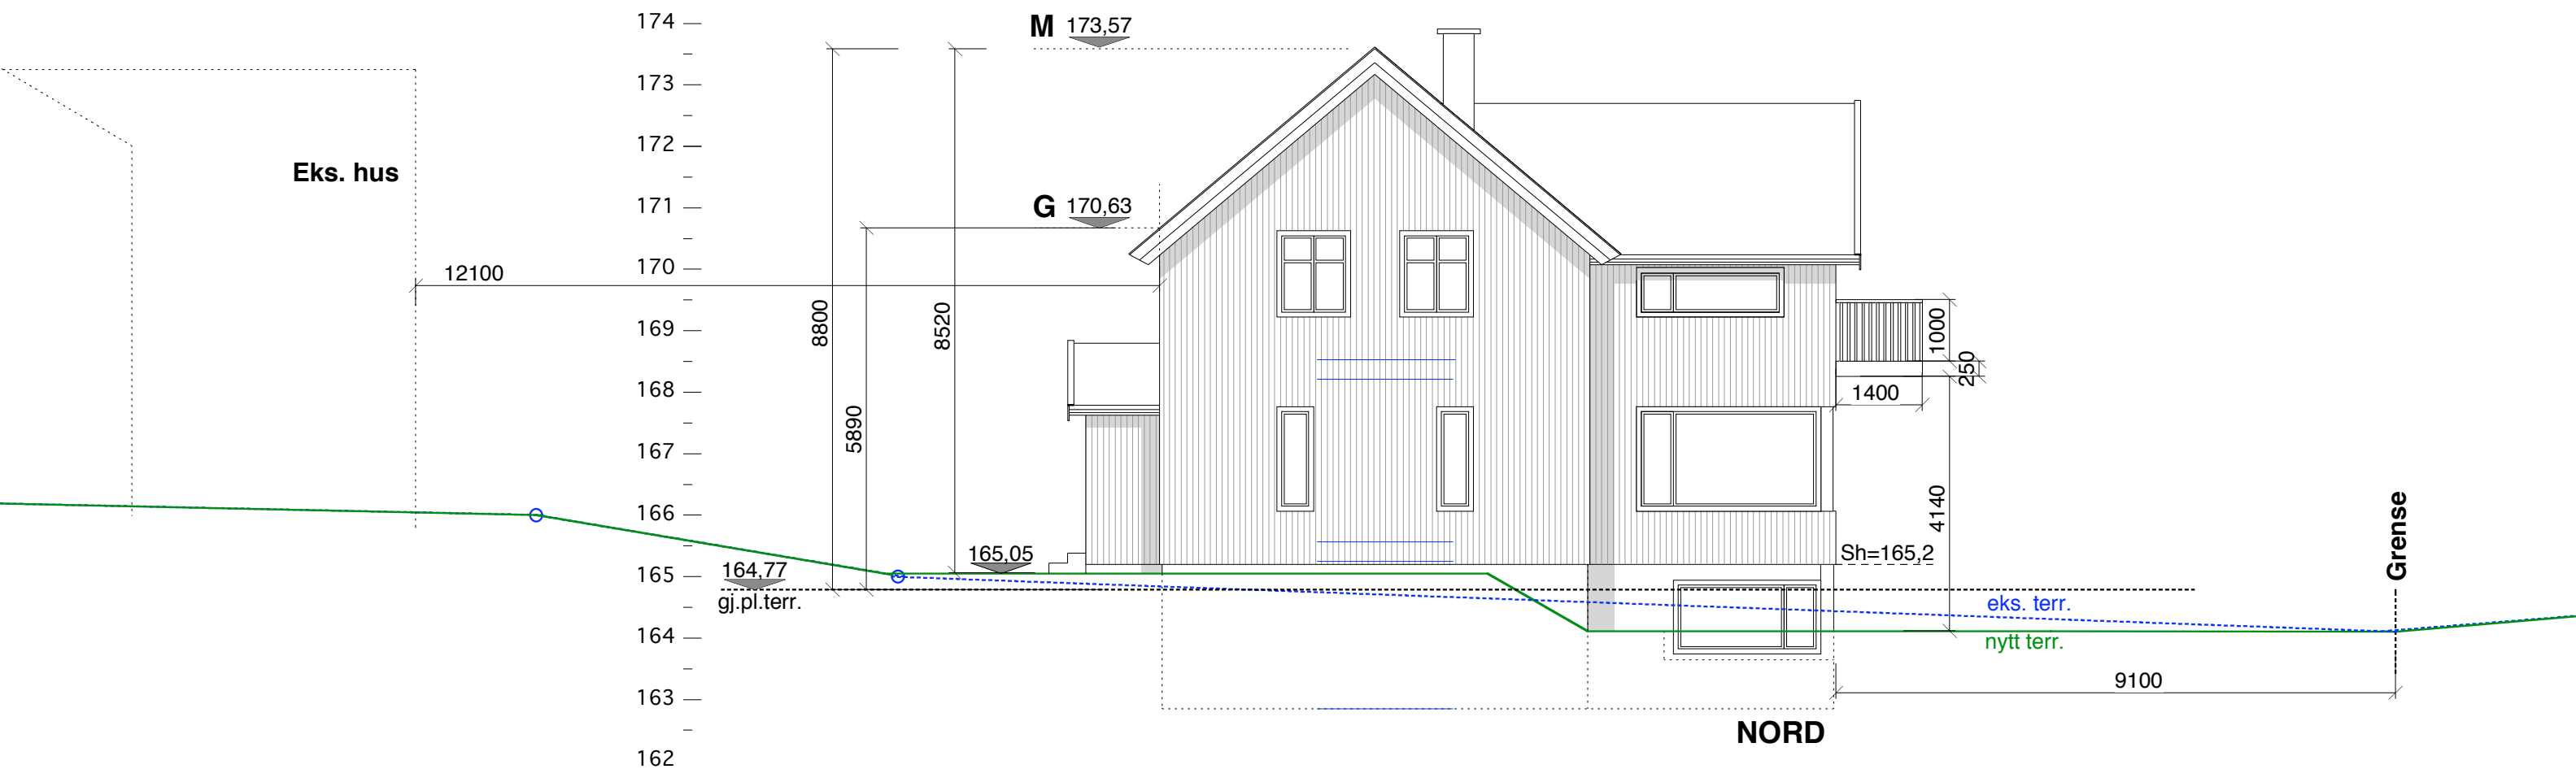 174
M 173,57
173
172
Eks. hus
171
G 170,63
170
12100
169
8800
8520
1000
250
168
1400
5890
167
4140
166
Grense
165,05
Sh=165,2
165
164,77
gj.pl.terr.
eks. terr.
164
nytt terr.
163
9100
NORD
162